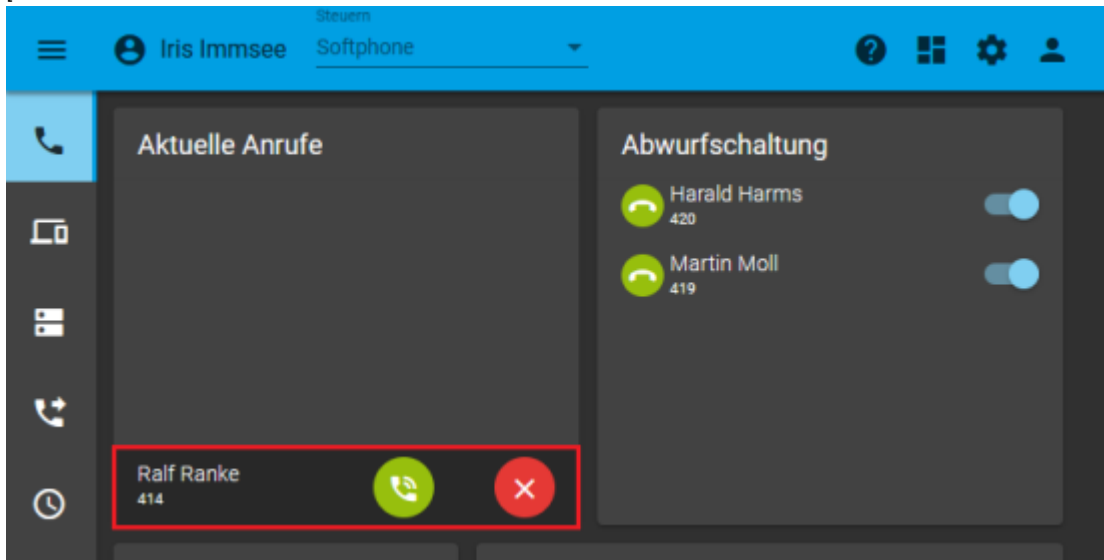 Steuern
Iris Immsee
Softphone
Aktuelle Anrufe
Ralf Ranke
414
Abwurfschaltung
Harald Harms
420
Martin Moll
419